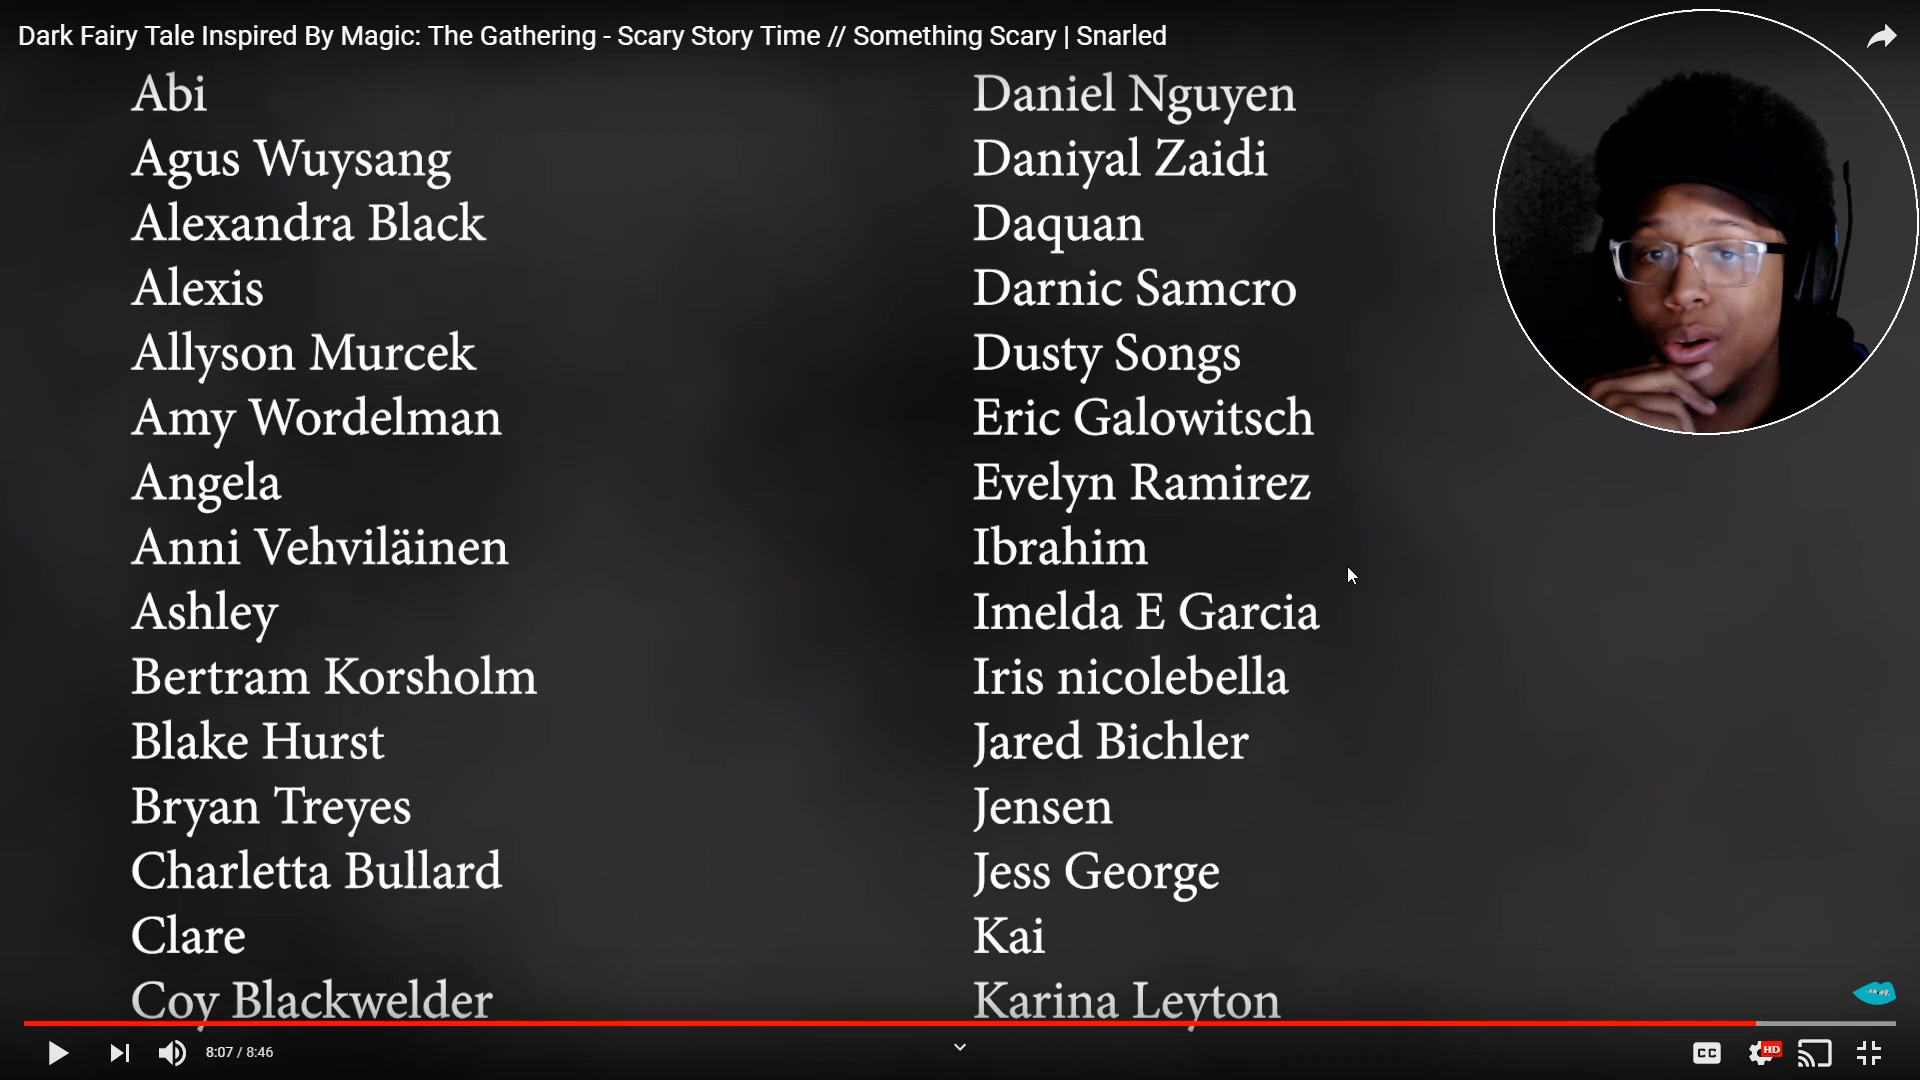 Dark Fairy Tale Inspired By Magic: The Gathering - Scary Story Time // Something Scary | Snarled
Abi
Agus Wuysang
Alexandra Black
Alexis
Allyson Murcek
Amy Wordelman
Angela
Anni Vehviläinen
Ashley
Bertram Korsholm
Blake Hurst
Bryan Treyes
Charletta Bullard
Clare
Coy Blackwelder
Daniel Nguyen
Daniyal Zaidi
Daquan
Darnic Samcro
Dusty Songs
Eric Galowitsch
Evelyn Ramirez
Ibrahim
Imelda E Garcia
Iris nicolebella
Jared Bichler
Jensen
Jess George
Kai
Karina Leyton
8:07 / 8:46
CC
HD